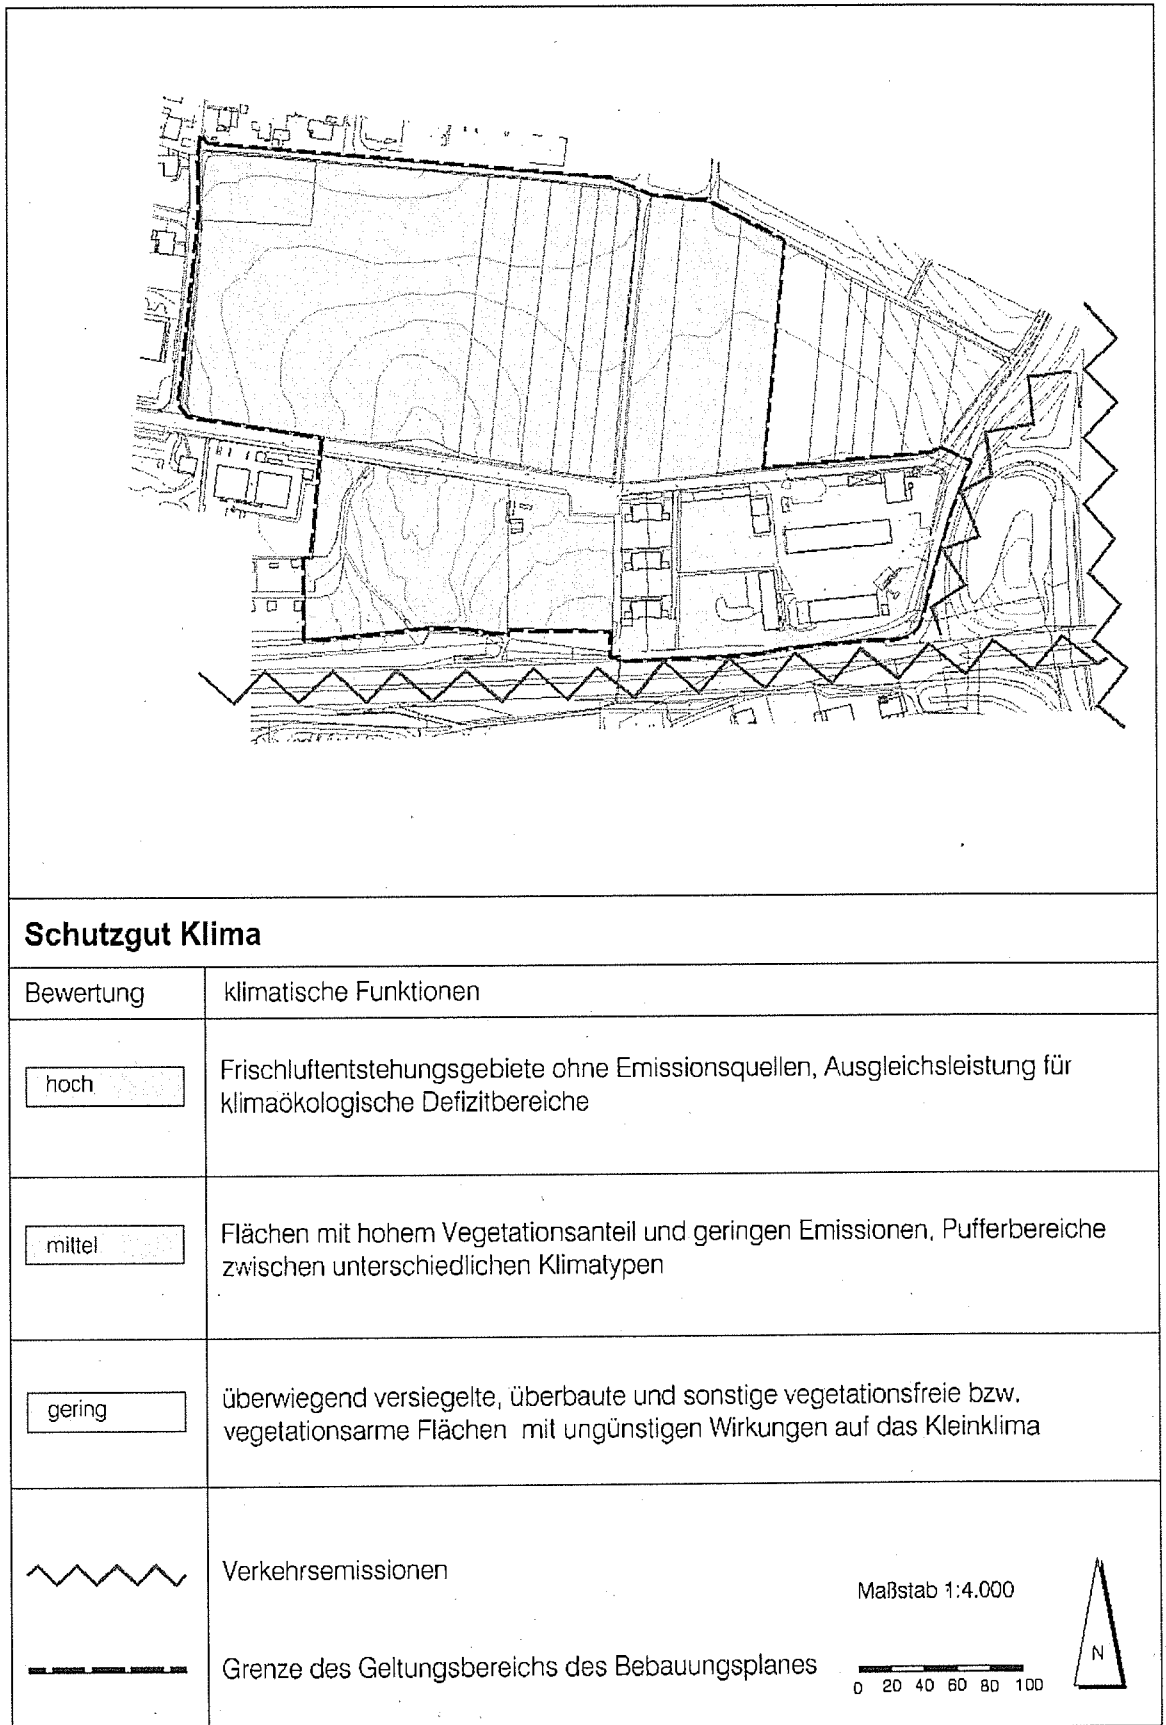 Schutzgut Klima
Bewertung
klimatische Funktionen
hoch
Frischluftentstehungsgebiete ohne Emissionsquellen, Ausgleichsleistung für
klimaökologische Defizitbereiche
mittel
Flächen mit hohem Vegetationsanteil und geringen Emissionen, Pufferbereiche
zwischen unterschiedlichen Klimatypen
gering
überwiegend versiegelte, überbaute und sonstige vegetationsfreie bzw.
vegetationsarme Flächen mit ungünstigen Wirkungen auf das Kleinklima
Verkehrsemissionen
Maßstab 1:4.000
Grenze des Geltungsbereichs des Bebauungsplanes
0 20 40 60 80 100
N